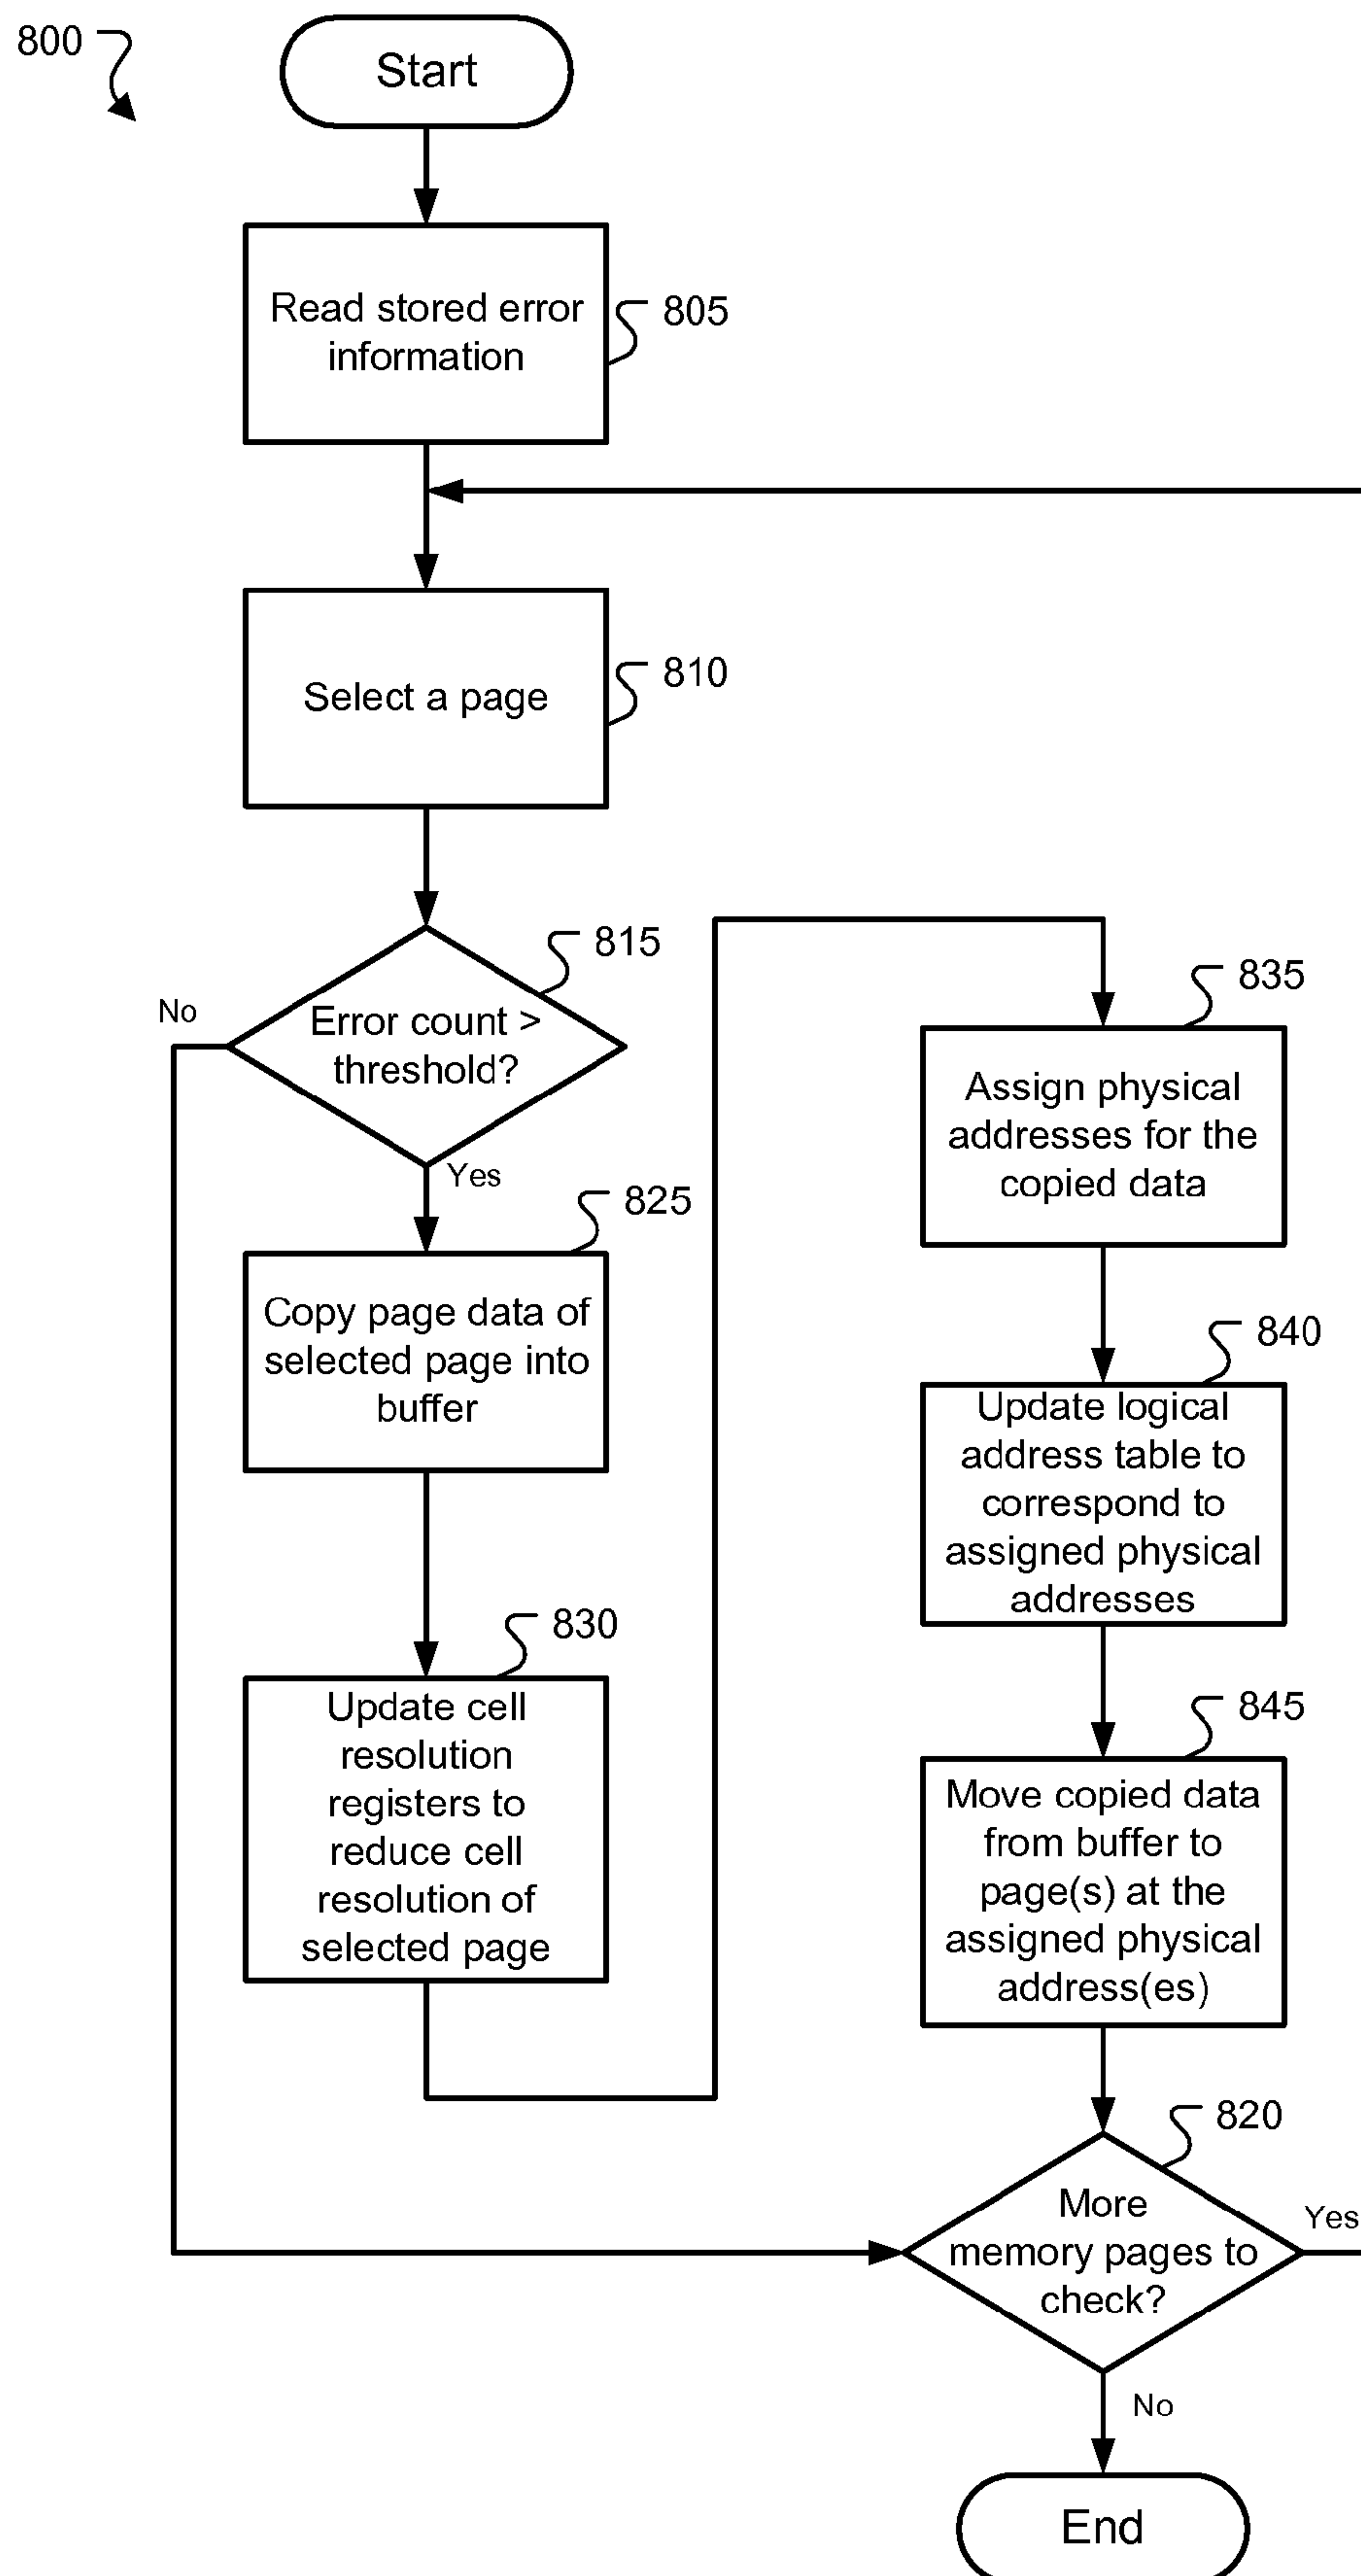 800
Start
Read stored error
information
805
Select a page
810
815
No
Error count >
threshold?
Yes
825
Copy page data of
selected page into
buffer
830
Update cell
resolution
registers to
reduce cell
resolution of
selected page
835
Assign physical
addresses for the
copied data
840
Update logical
address table to
correspond to
assigned physical
addresses
845
Move copied data
from buffer to
page(s) at the
assigned physical
address(es)
820
More
memory pages to
check?
Yes
No
End